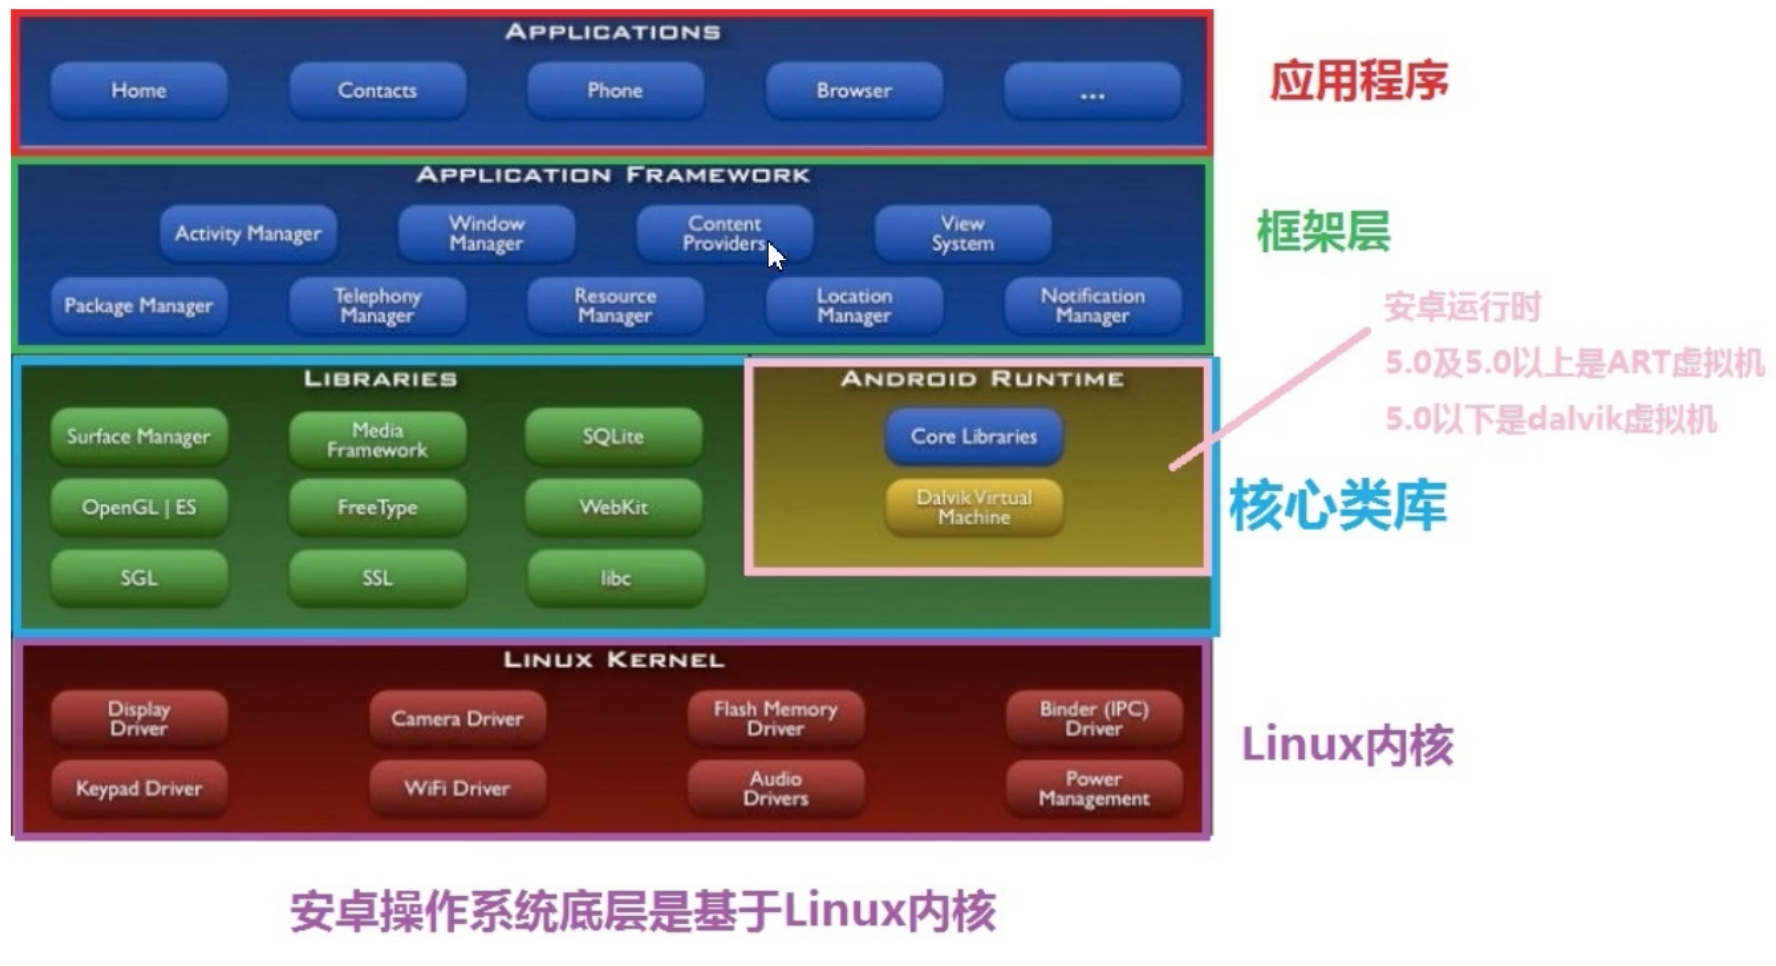 APPLICATIONS
应用程序
Home
Contacts
Phone
Browser
...
APPLICATION FRAMEWORK
框架层
Activity Manager
Window
Manager
Content
Providers
View
System
Package Manager
Telephony
Manager
Resource
Manager
Location
Manager
Notification
Manager
安卓运行时
5.0及5.0以上是ART虚拟机
5.0以下是dalvik虚拟机
LIBRARIES
Surface Manager
Media
Framework
SQLite
OpenGL | ES
FreeType
WebKit
SGL
SSL
libc
ANDROID RUNTIME
Core Libraries
Dalvik Virtual
Machine
核心类库
LINUX KERNEL
Display
Driver
Camera Driver
Flash Memory
Driver
Binder (IPC)
Driver
Keypad Driver
WiFi Driver
Audio
Drivers
Power
Management
Linux内核
安卓操作系统底层是基于Linux内核